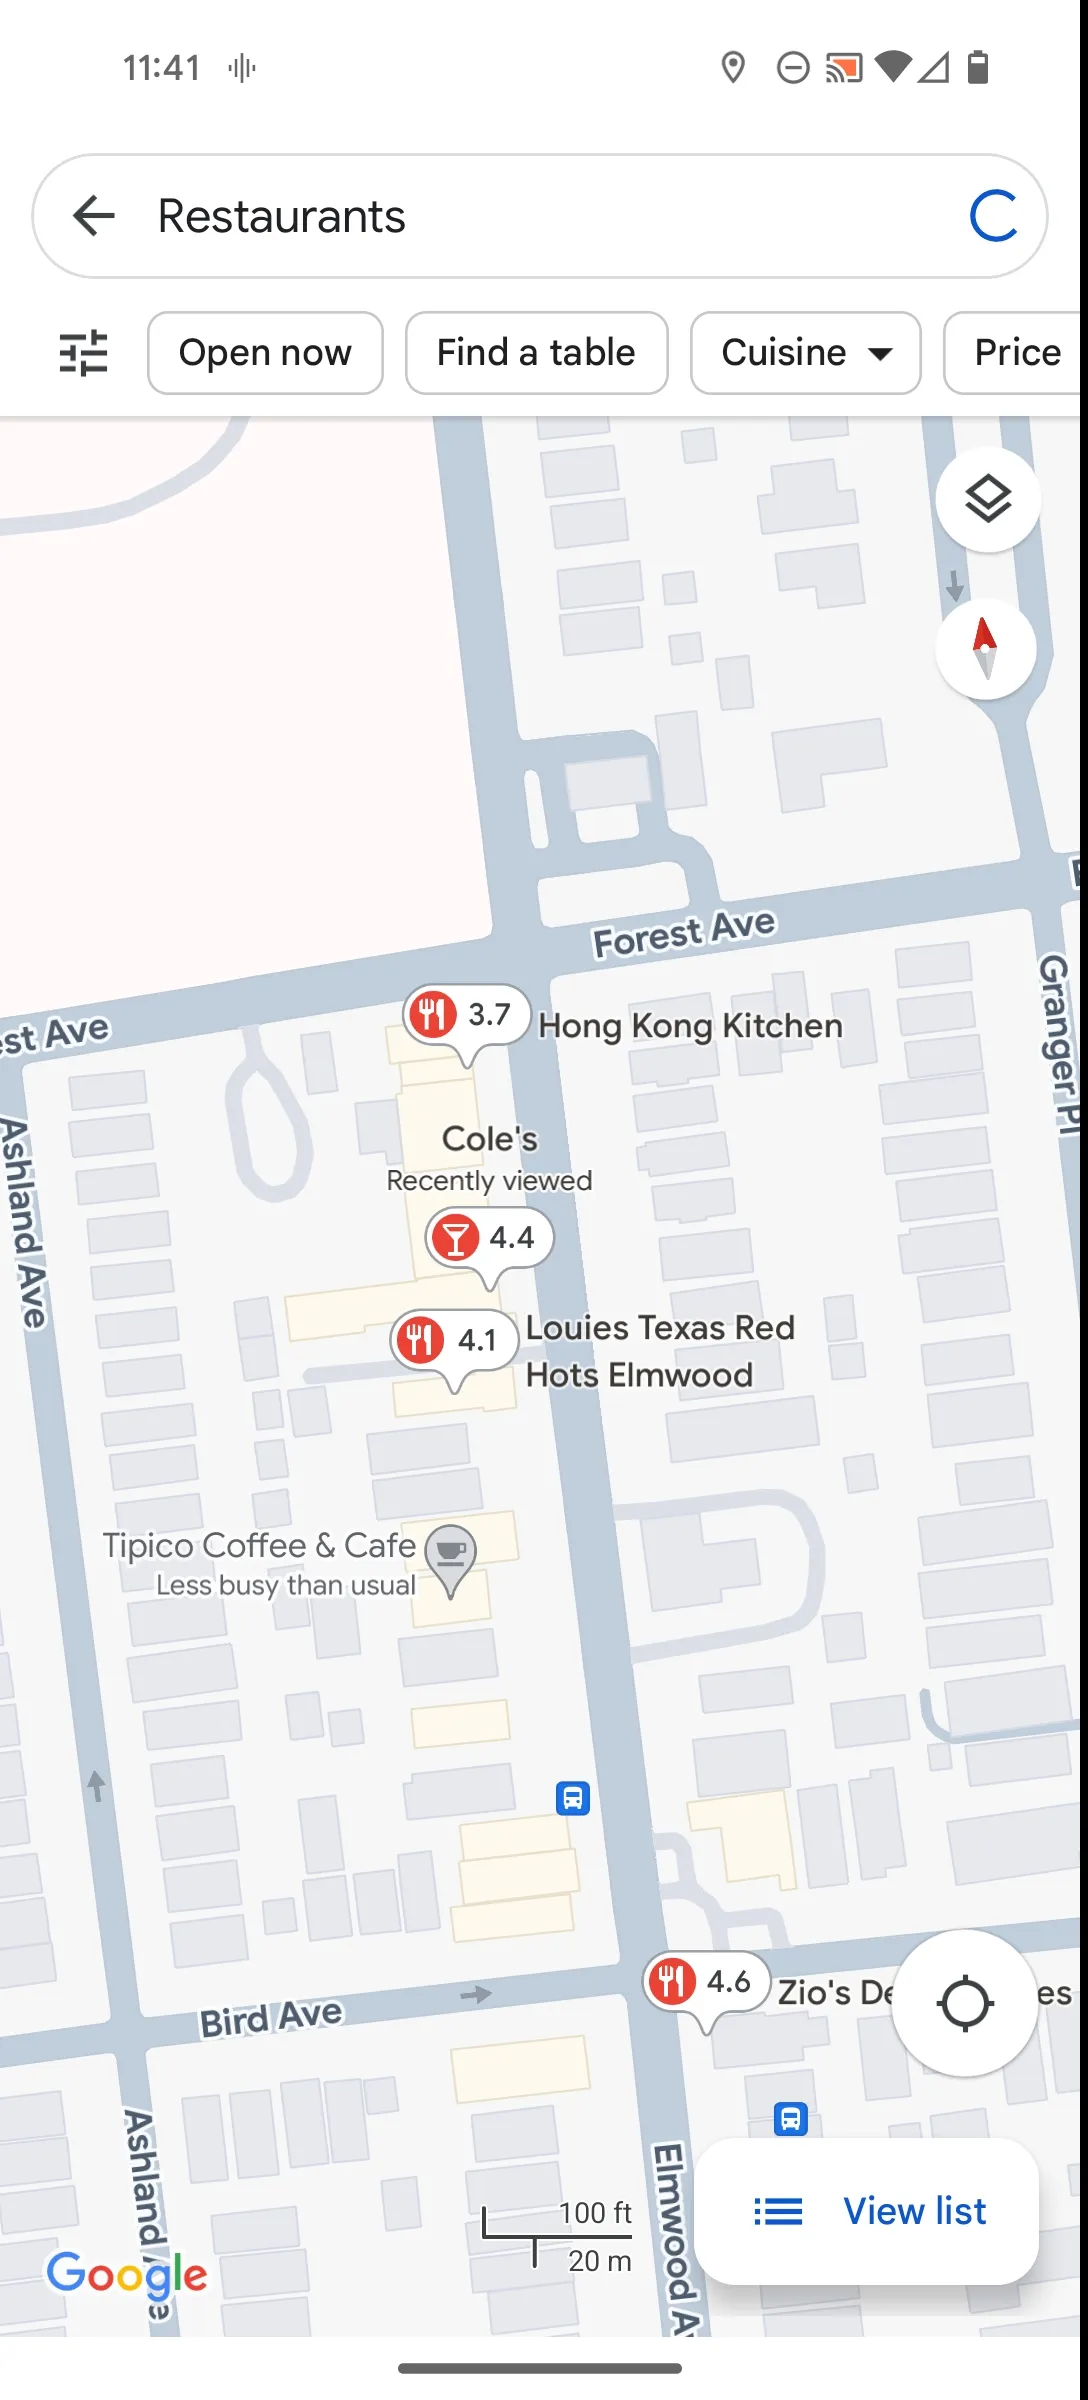 11:41
Restaurants
Open now
Find a table
Cuisine
Price
Forest Ave
est Ave
Granger Pl
3.7
Hong Kong Kitchen
Ashland Ave
Cole's
Recently viewed
4.4
4.1
Louies Texas Red
Hots Elmwood
Tipico Coffee & Cafe
Less busy than usual
4.6
Zio's De
es
Bird Ave
Ashland
Elmwood Av
100 ft
20 m
View list
Google